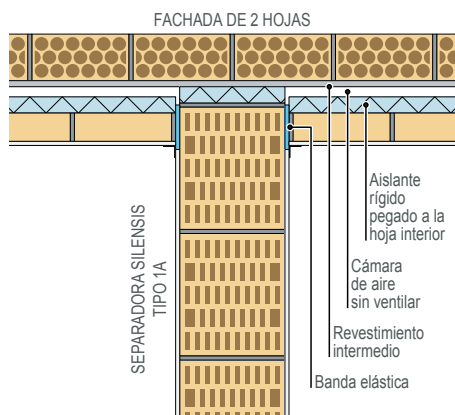 FACHADA DE 2 HOJAS
SEPARADORA SILENSIS
TIPO 1A
Aislante
rígido
pegado a la
hoja interior
Cámara
de aire
sin ventilar
Revestimiento
intermedio
Banda elástica